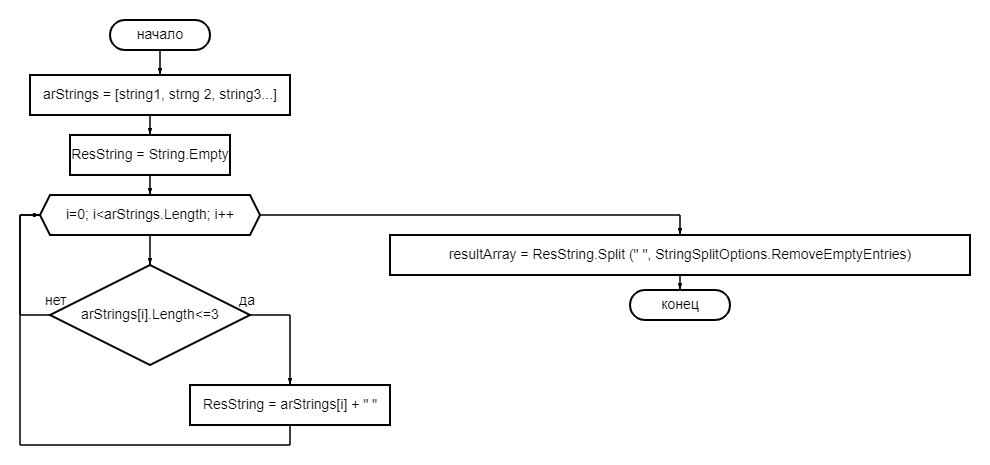 начало
arStrings = [string1, strng 2, string3...]
ResString = String.Empty
i=0; i<arStrings.Length; i++
resultArray = ResString.Split (" ", StringSplitOptions.RemoveEmptyEntries)
нет
да
конец
arStrings[i].Length<=3
ResString = arStrings[i] + " "